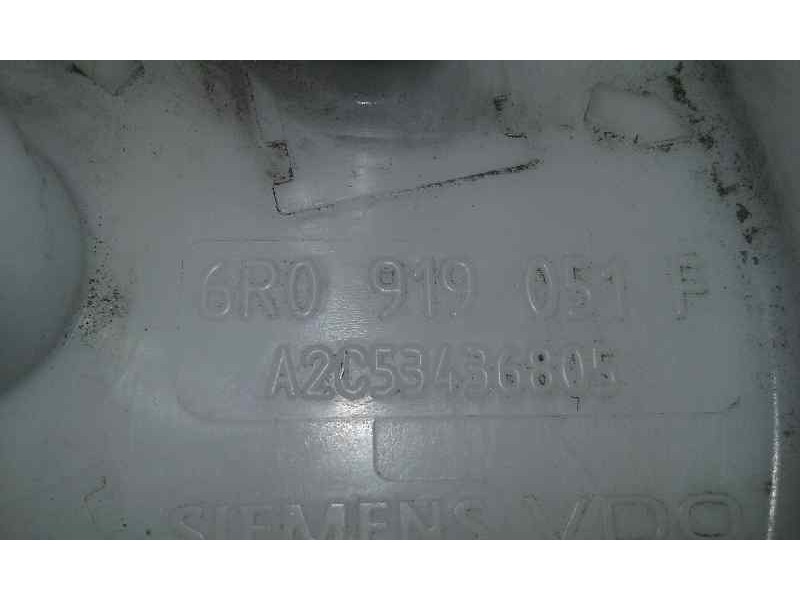 6R0 919 051 F
A2C53436805
SIEMENS VDO